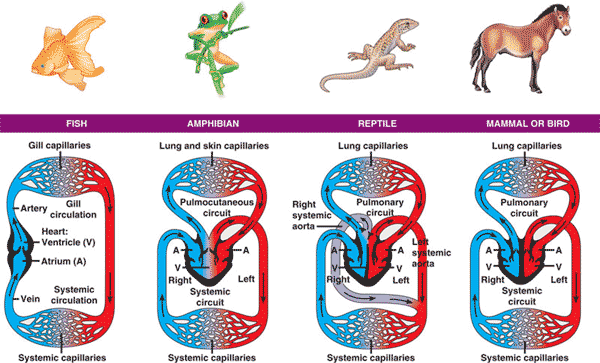 FISH
AMPHIBIAN
REPTILE
MAMMAL OR BIRD
Gill capillaries
Artery
Gill
circulation
Heart:
Ventricle (V)
Atrium (A)
Systemic
circulation
Vein
Systemic capillaries
Lung and skin capillaries
Pulmocutaneous
circuit
A
A
V
V
Right
Left
Systemic
circuit
Systemic capillaries
Lung capillaries
Right
systemic
aorta
Pulmonary
circuit
Left
systemic
aorta
A
A
V
V
Right
Left
Systemic
circuit
Systemic capillaries
Lung capillaries
Pulmonary
circuit
A
A
V
V
Right
Left
Systemic
circuit
Systemic capillaries